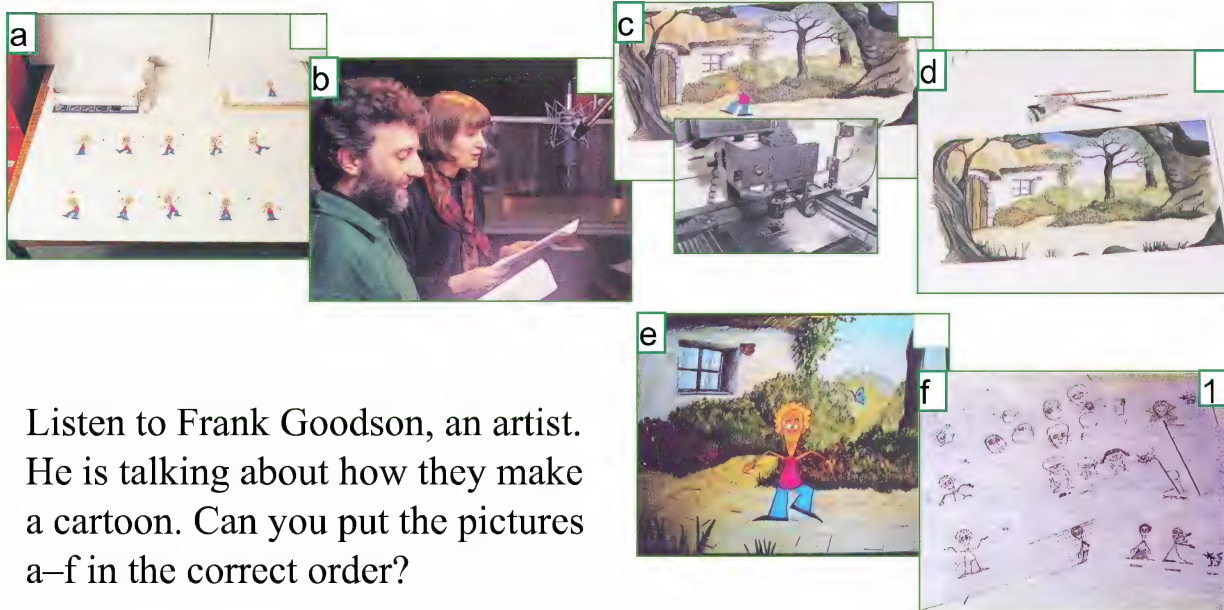 a
b
c
d
e
f
1
Listen to Frank Goodson, an artist.
He is talking about how they make
a cartoon. Can you put the pictures
a–f in the correct order?